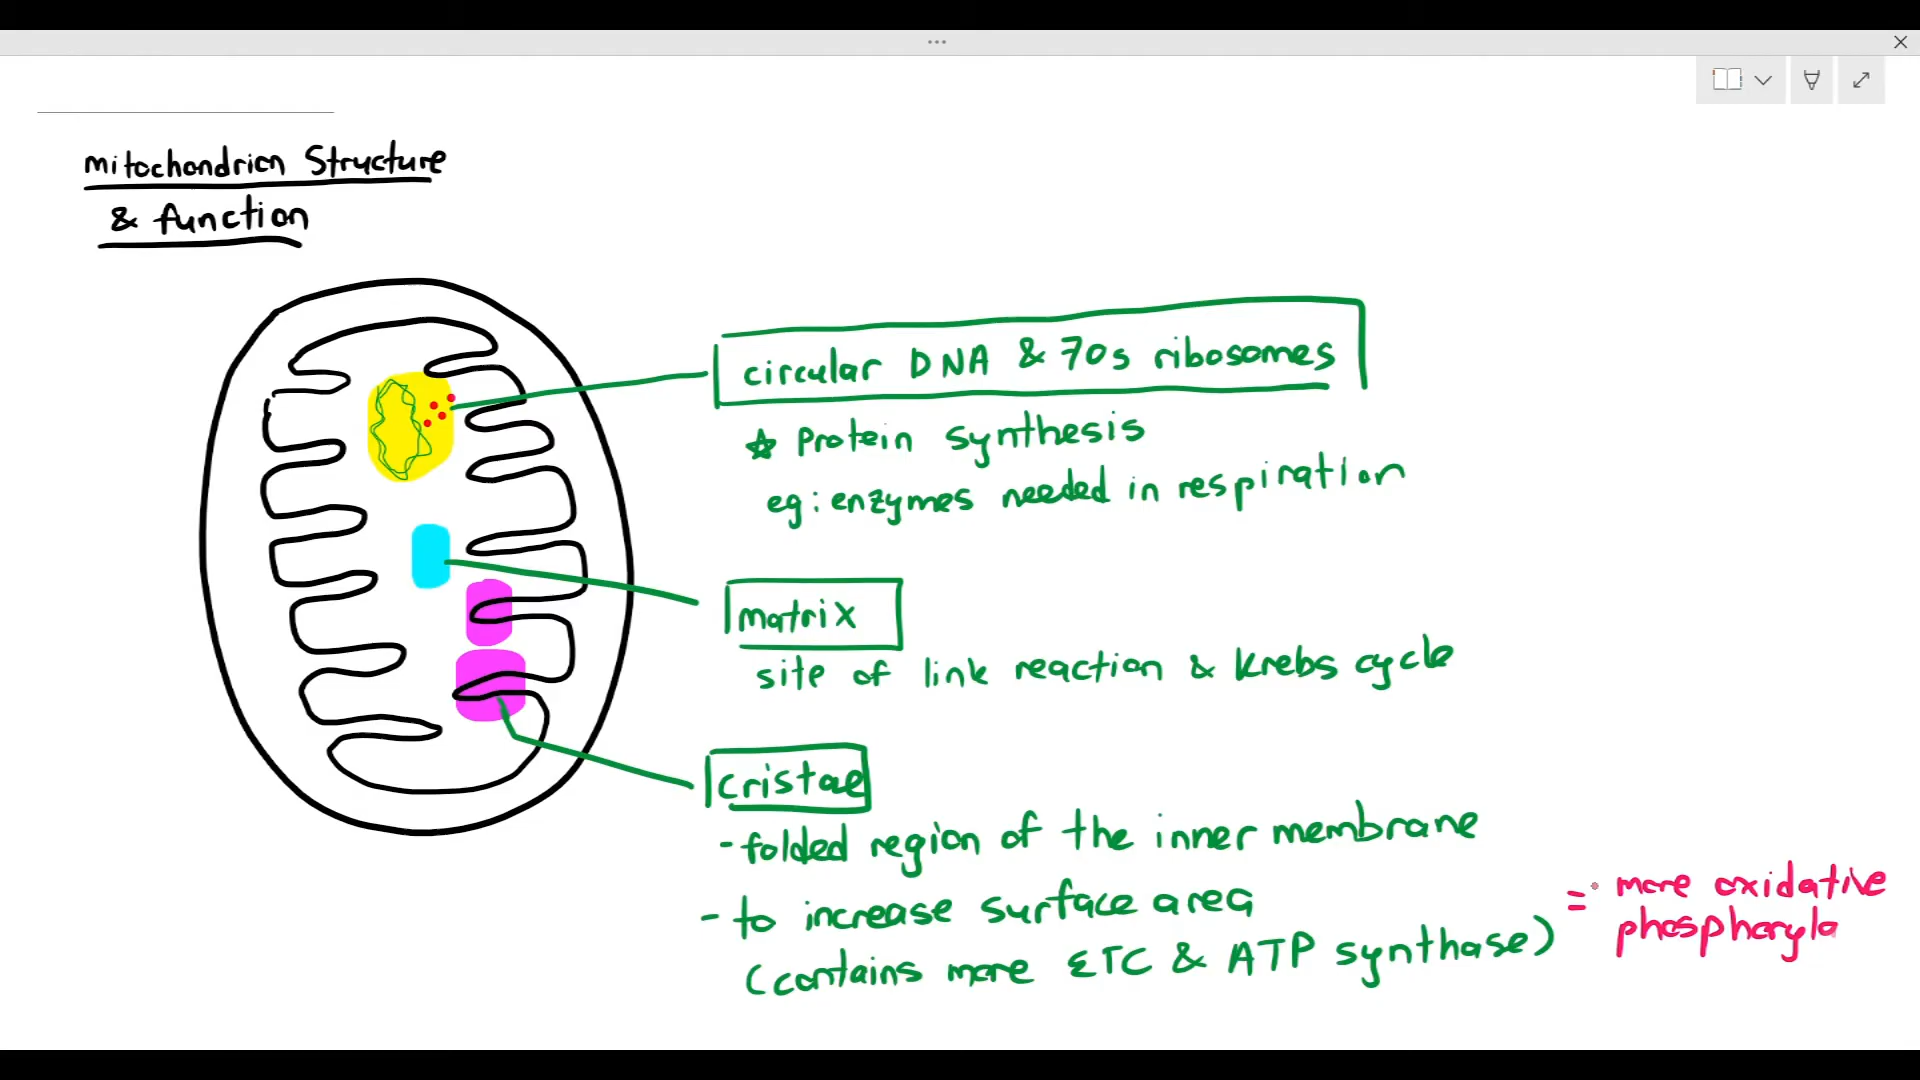 mitochondrion Structure
& function
circular DNA & 70s ribosomes
Protein synthesis
eg: enzymes needed in respiration
matrix
site of link reaction & Krebs cycle
cristae
- folded region of the inner membrane
- to increase surface area
(contains more ETC & ATP synthase)
= more oxidative
phosphoryla